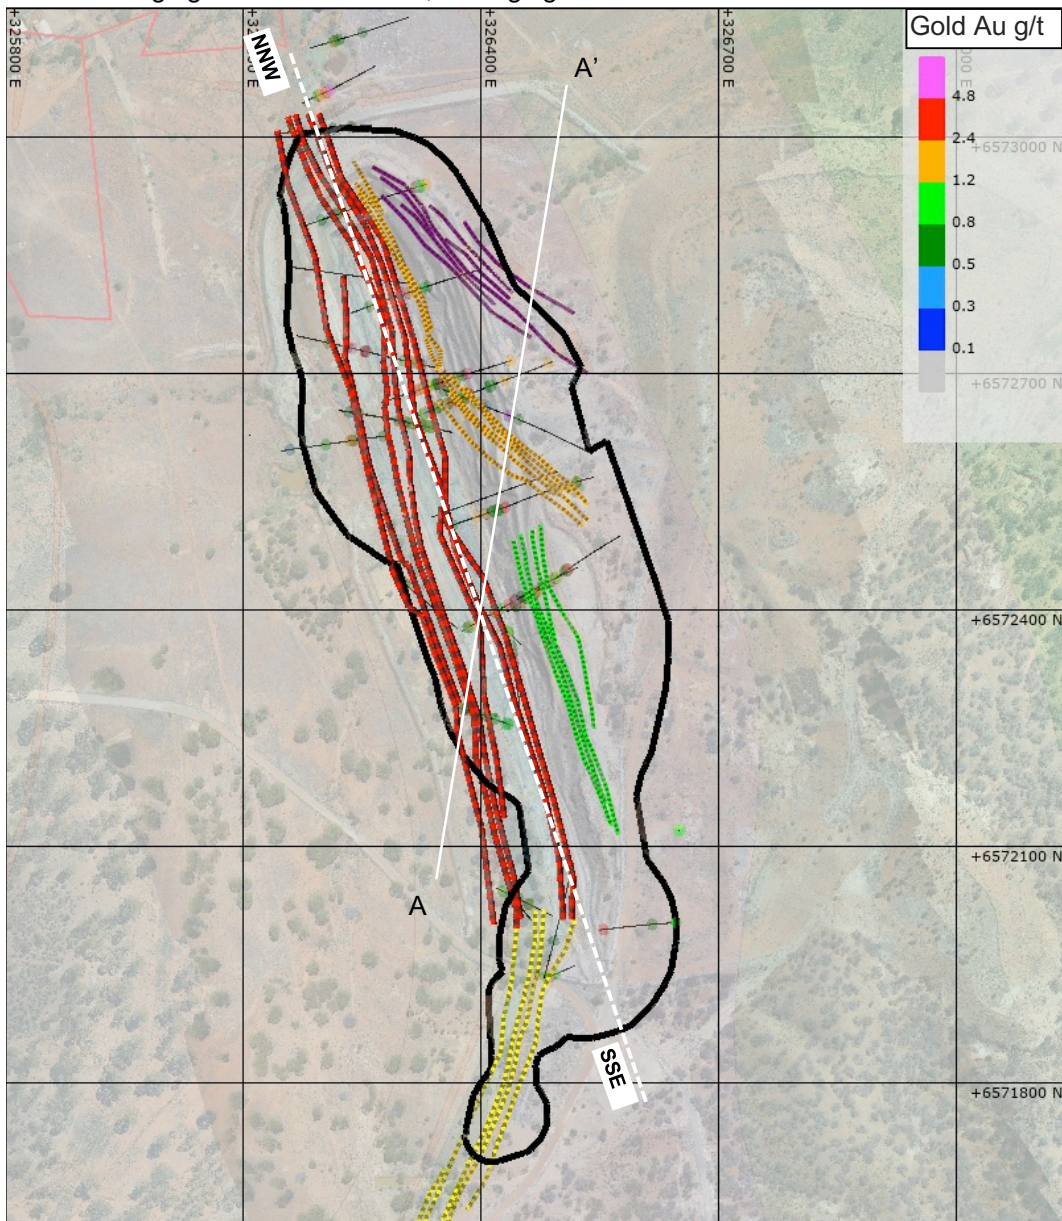 Gold Au g/t
4.8
2.4
1.2
0.8
0.5
0.3
0.1
+325800 E
+326400 E
+326700 E
NNW
A'
+6573000 N
+6572700 N
+6572400 N
A
+6572100 N
SSE
+6571800 N